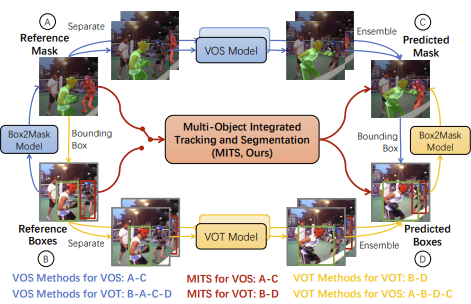 A
Reference
Mask
Separate
VOS Model
Ensemble
C
Predicted
Mask
Box2Mask
Model
Bounding
Box
Multi-Object Integrated
Tracking and Segmentation
(MITS, Ours)
Bounding
Box
Box2Mask
Model
Reference
Boxes
B
Separate
VOT Model
Ensemble
Predicted
Boxes
D
VOS Methods for VOS: A-C
VOS Methods for VOT: B-A-C-D
MITS for VOS: A-C
MITS for VOT: B-D
VOT Methods for VOT: B-D
VOT Methods for VOS: A-B-D-C